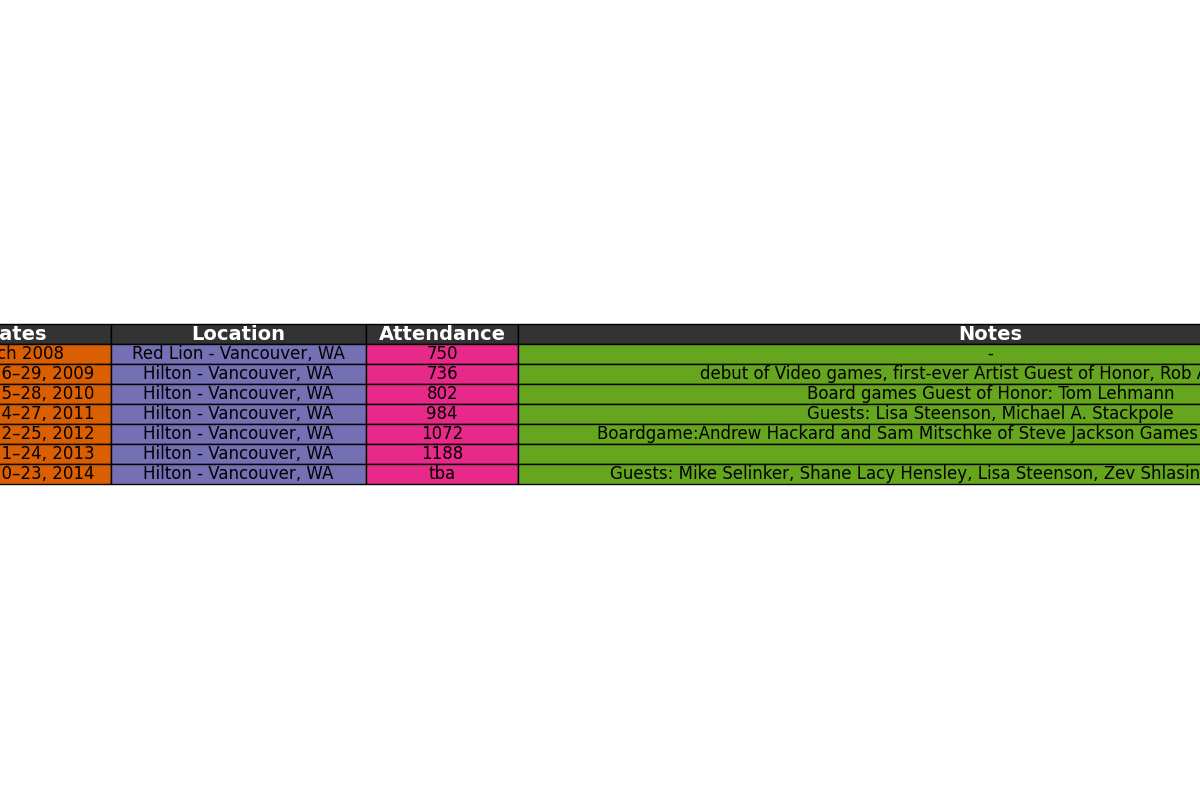 ates Location Attendance Notes
ch 2008 Red Lion - Vancouver, WA 750 -
6–29, 2009 Hilton - Vancouver, WA 736 debut of Video games, first-ever Artist Guest of Honor, Rob A
5–28, 2010 Hilton - Vancouver, WA 802 Board games Guest of Honor: Tom Lehmann
4–27, 2011 Hilton - Vancouver, WA 984 Guests: Lisa Steenson, Michael A. Stackpole
2–25, 2012 Hilton - Vancouver, WA 1072 Boardgame:Andrew Hackard and Sam Mitschke of Steve Jackson Games
1–24, 2013 Hilton - Vancouver, WA 1188
0–23, 2014 Hilton - Vancouver, WA tba Guests: Mike Selinker, Shane Lacy Hensley, Lisa Steenson, Zev Shlasin